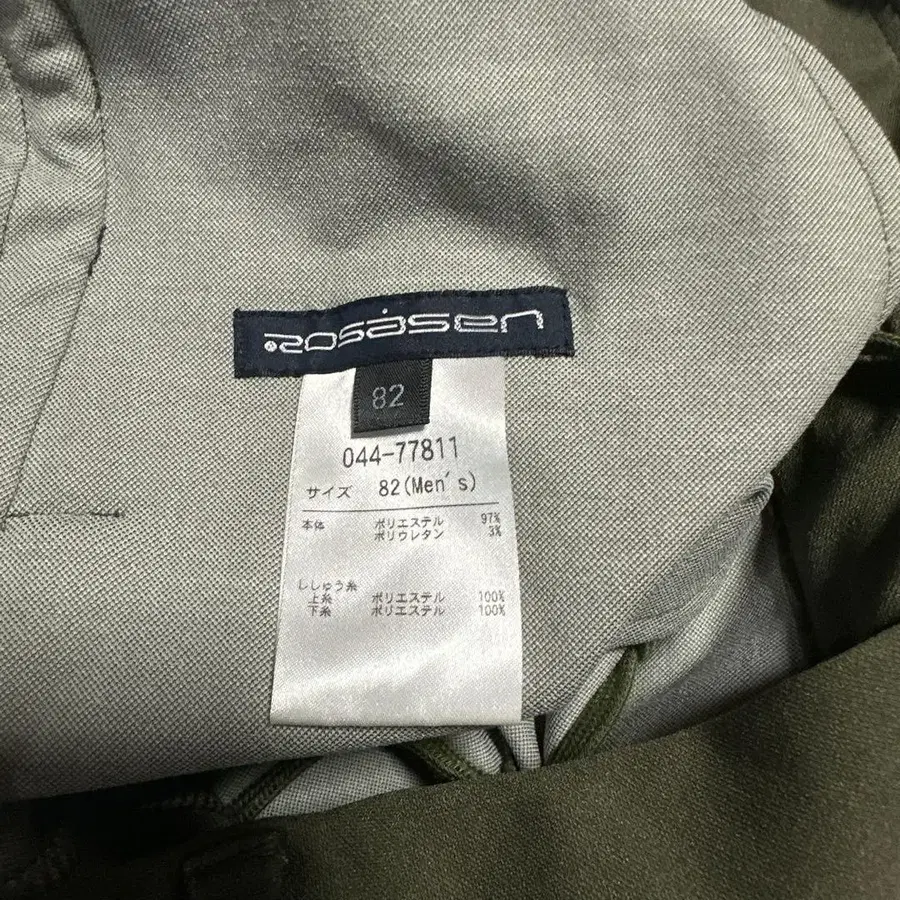 ROSASEN
82
044-77811
サイズ 82(Men's)
本体 ポリエステル 97%
ポリウレタン 3%
ししゅう糸
上糸 ポリエステル 100%
下糸 ポリエステル 100%